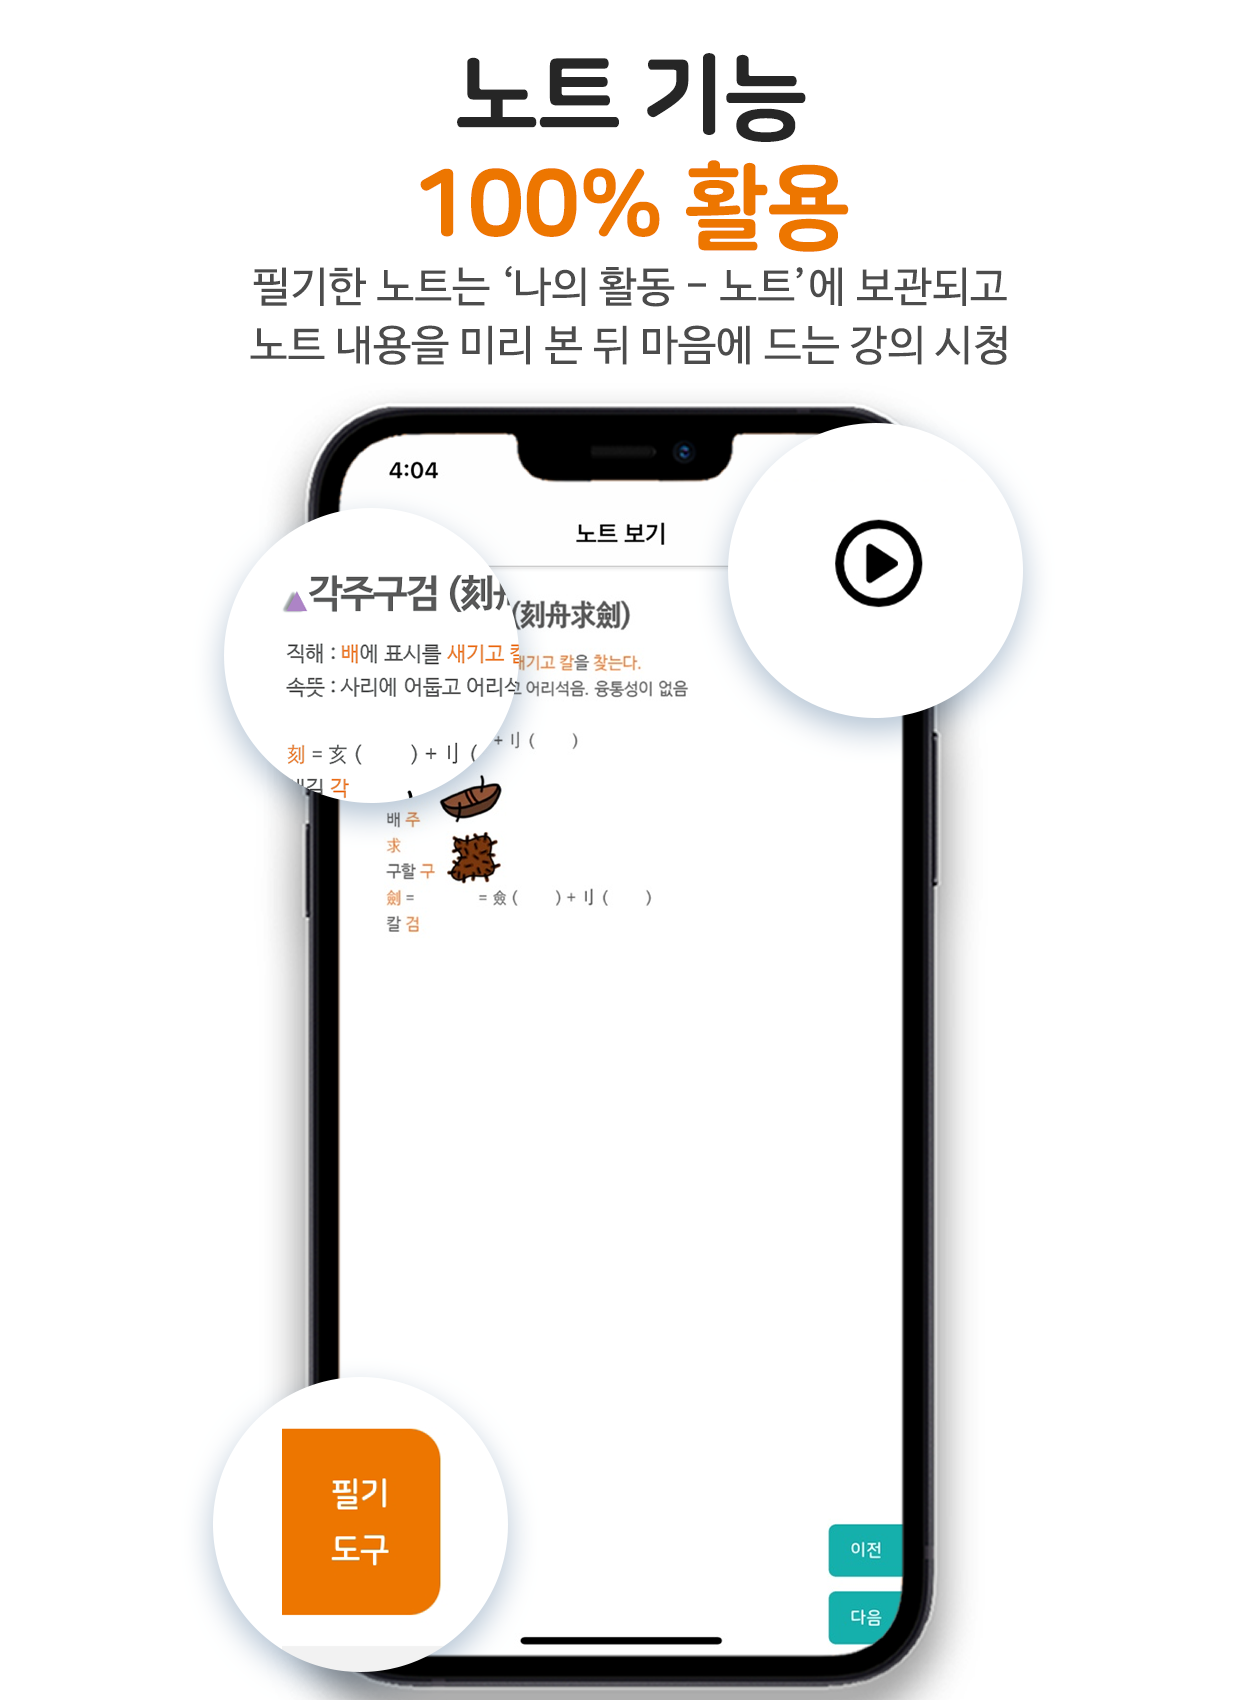 노트 기능
100% 활용
필기한 노트는 ‘나의 활동 – 노트’에 보관되고
노트 내용을 미리 본 뒤 마음에 드는 강의 시청
4:04
노트 보기
각주구검 (刻舟
(刻舟求劍)
직해 : 배에 표시를 새기고 칼
새기고 칼을 찾는다.
속뜻 : 사리에 어둡고 어리석
고 어리석음. 융통성이 없음
刻 = 亥 ( ) + 刂 (
+ 刂 ( )
새길 각
배 주
求
구할 구
劍 = = 僉 ( ) + 刂 ( )
칼 검
필기
도구
이전
다음